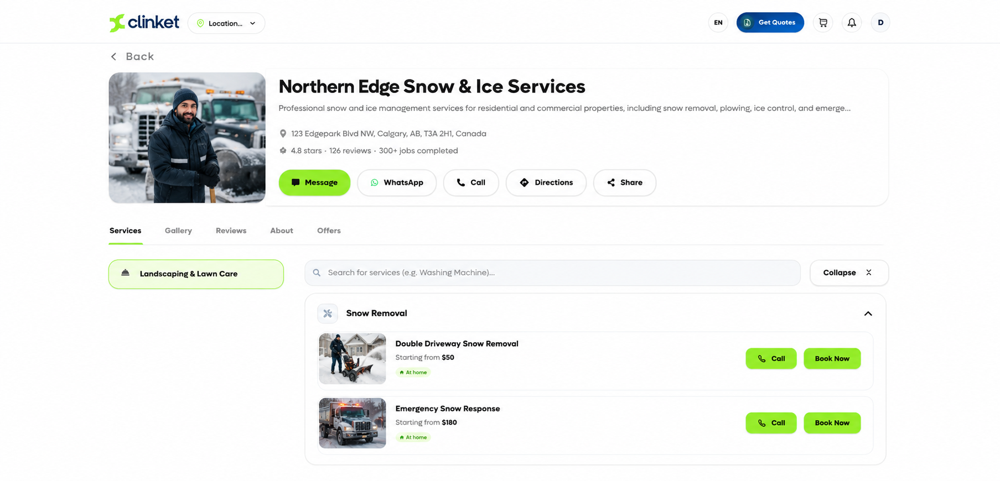 clinket
Location...
EN
Get Quotes
D
Back
Northern Edge Snow & Ice Services
Professional snow and ice management services for residential and commercial properties, including snow removal, plowing, ice control, and emerge...
123 Edgepark Blvd NW, Calgary, AB, T3A 2H1, Canada
4.8 stars · 126 reviews · 300+ jobs completed
Message
WhatsApp
Call
Directions
Share
Services
Gallery
Reviews
About
Offers
Landscaping & Lawn Care
Search for services (e.g. Washing Machine)...
Collapse
Snow Removal
Double Driveway Snow Removal
Starting from $50
At home
Call
Book Now
Emergency Snow Response
Starting from $180
At home
Call
Book Now